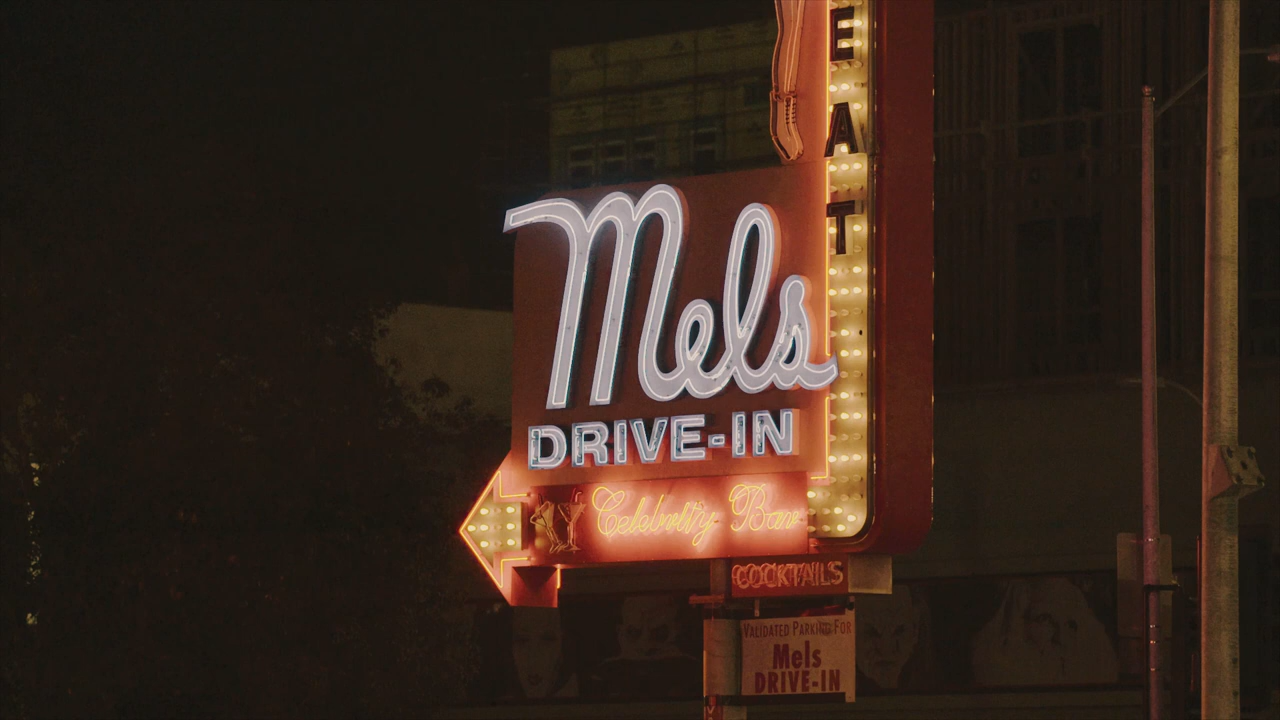 EAT
Mels
DRIVE-IN
Celebrity Bar
COCKTAILS
VALIDATED PARKING FOR
Mels
DRIVE-IN